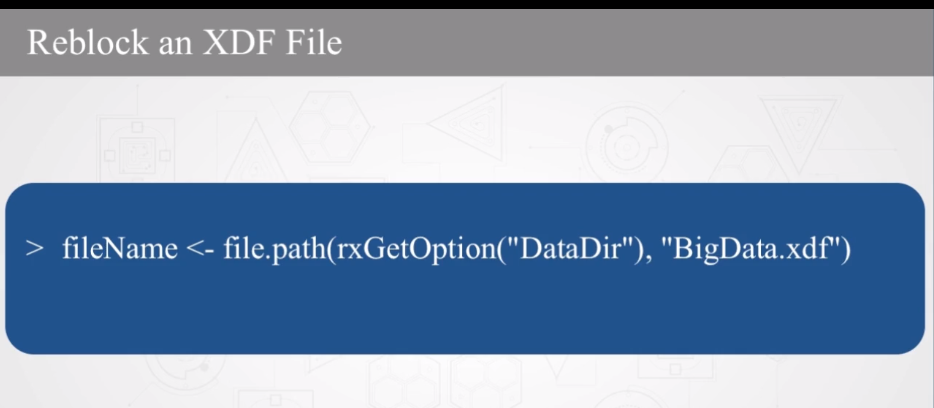 Reblock an XDF File
> fileName <- file.path(rxGetOption("DataDir"), "BigData.xdf")